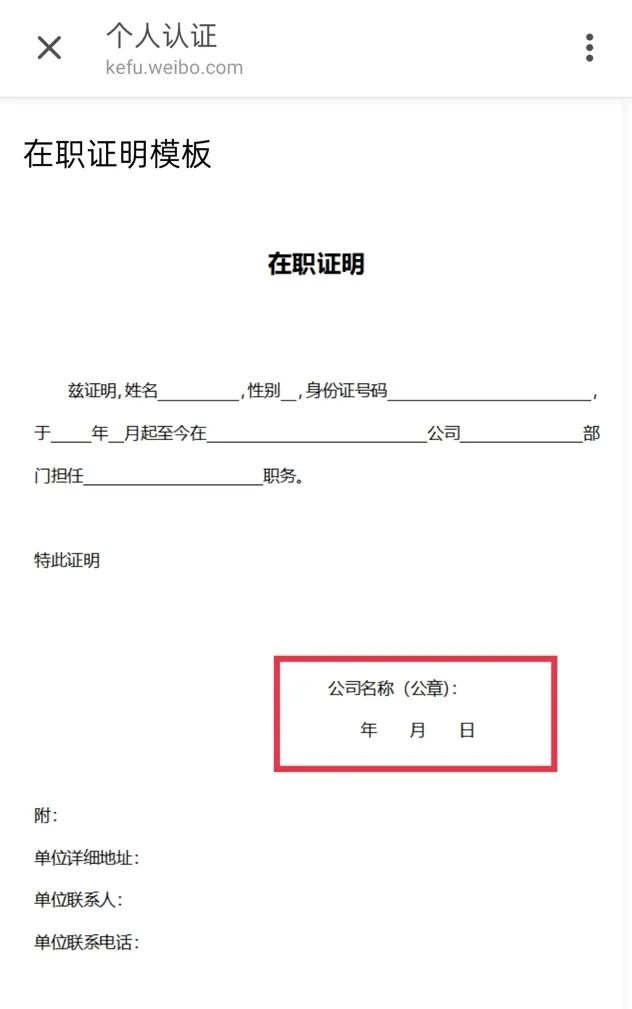 个人认证
kefu.weibo.com
在职证明模板
在职证明
兹证明,姓名_________,性别__,身份证号码_______________________,
于_____年__月起至今在_________________________公司______________部
门担任____________________职务。
特此证明
公司名称（公章）：
年 月 日
附：
单位详细地址：
单位联系人：
单位联系电话：